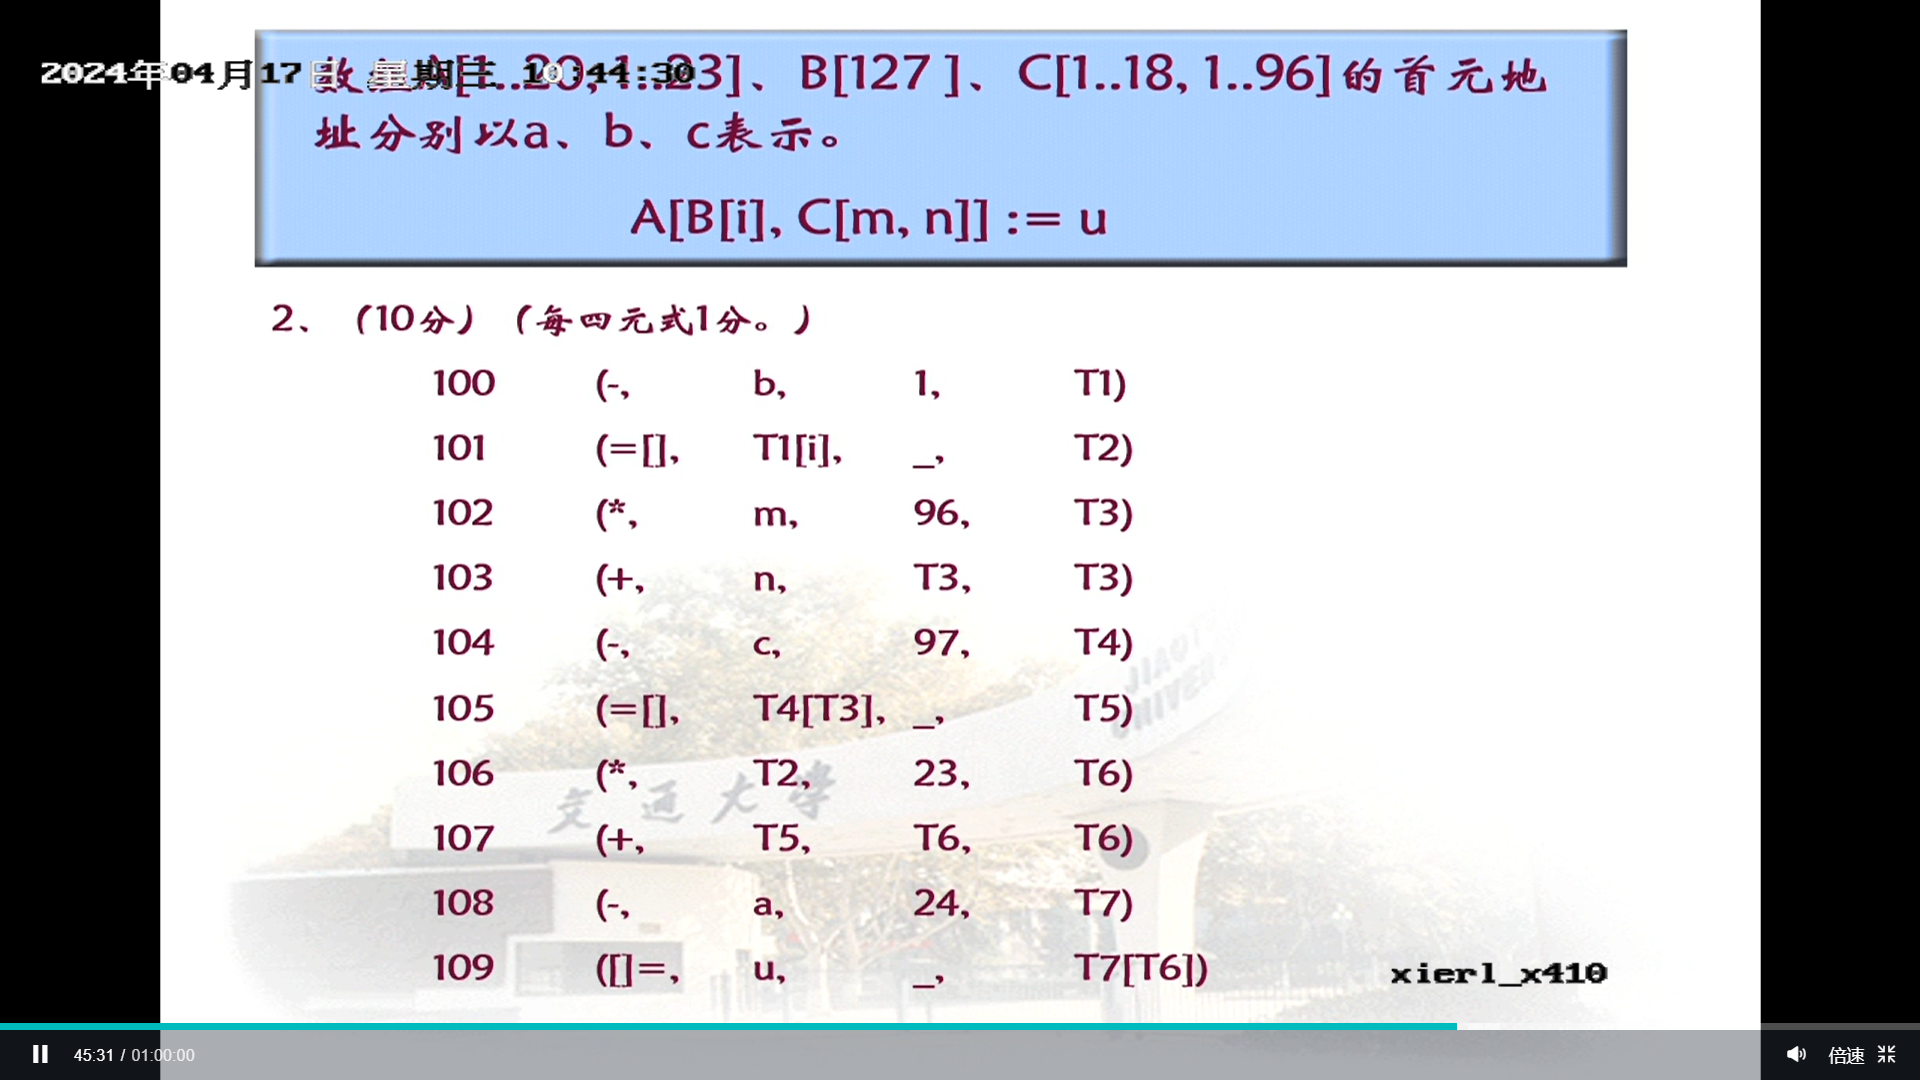 2024年04月17日 星期三 10:44:30
数组A[1..20, 1..23]、B[127 ]、C[1..18, 1..96]的首元地
址分别以a、b、c表示。
A[B[i], C[m, n]] := u
2、（10分）（每四元式1分。）
100 (-, b, 1, T1)
101 (=[], T1[i], _, T2)
102 (*, m, 96, T3)
103 (+, n, T3, T3)
104 (-, c, 97, T4)
105 (=[], T4[T3], _, T5)
106 (*, T2, 23, T6)
107 (+, T5, T6, T6)
108 (-, a, 24, T7)
109 ([]=, u, _, T7[T6])
交通大学
xierl_x410
45:31 / 01:00:00
倍速